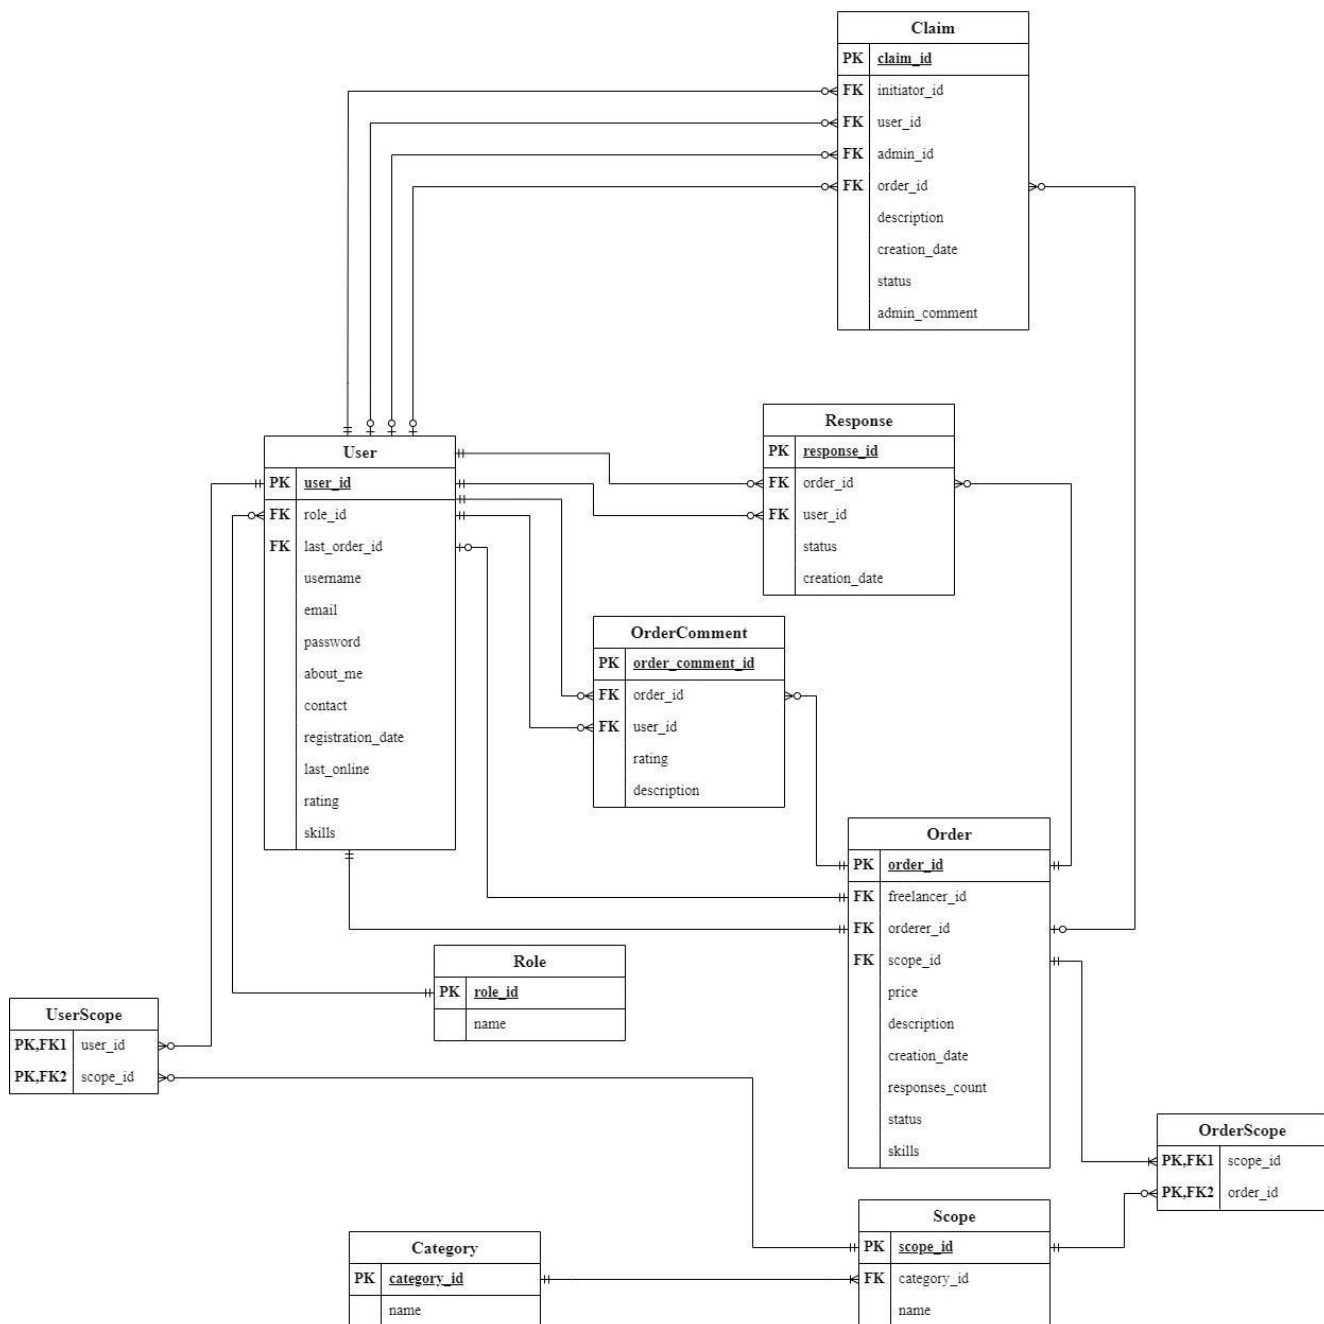 Claim
PK claim_id
FK initiator_id
FK user_id
FK admin_id
FK order_id
description
creation_date
status
admin_comment
Response
PK response_id
FK order_id
FK user_id
status
creation_date
User
PK user_id
FK role_id
FK last_order_id
username
email
password
about_me
contact
registration_date
last_online
rating
skills
OrderComment
PK order_comment_id
FK order_id
FK user_id
rating
description
Order
PK order_id
FK freelancer_id
FK orderer_id
FK scope_id
price
description
creation_date
responses_count
status
skills
Role
PK role_id
name
UserScope
PK,FK1 user_id
PK,FK2 scope_id
OrderScope
PK,FK1 scope_id
PK,FK2 order_id
Scope
PK scope_id
FK category_id
name
Category
PK category_id
name